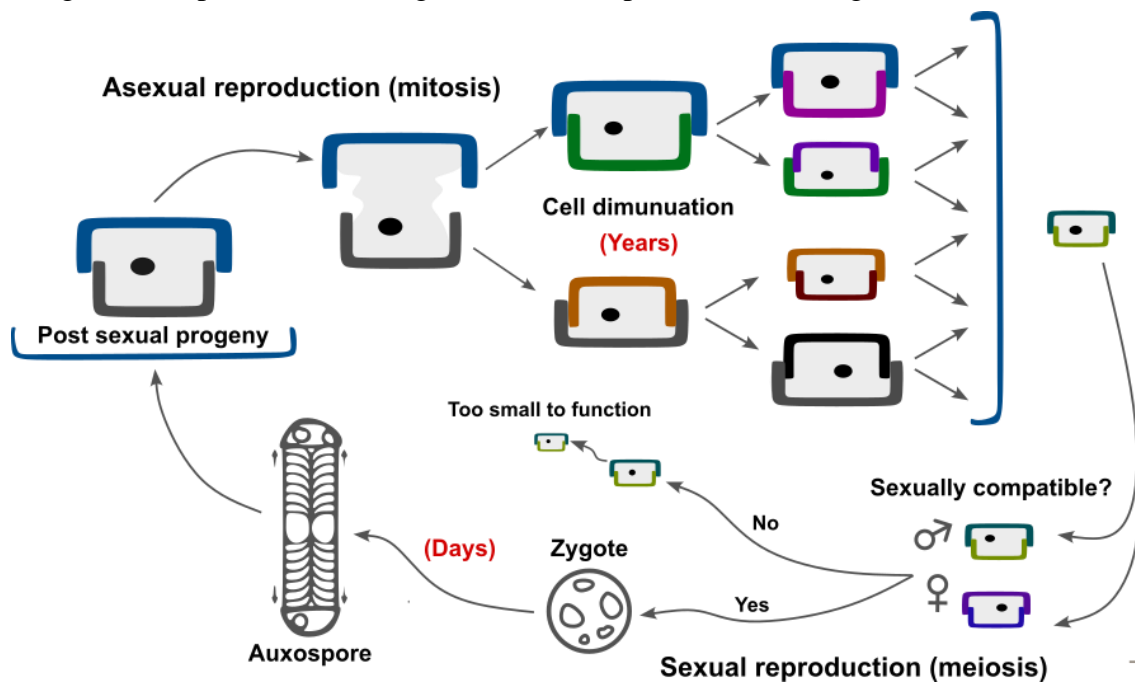 Asexual reproduction (mitosis)
Cell dimunuation
(Years)
Post sexual progeny
Too small to function
Sexually compatible?
No
(Days)
Zygote
Yes
Auxospore
Sexual reproduction (meiosis)